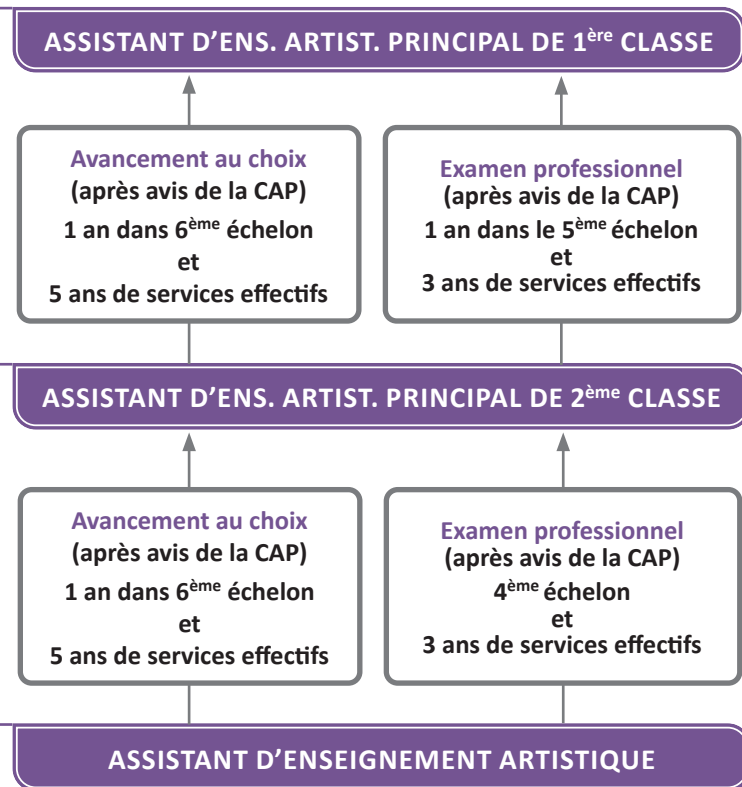 ASSISTANT D'ENS. ARTIST. PRINCIPAL DE 1ère CLASSE
Avancement au choix
(après avis de la CAP)
1 an dans 6ème échelon
et
5 ans de services effectifs
Examen professionnel
(après avis de la CAP)
1 an dans le 5ème échelon
et
3 ans de services effectifs
ASSISTANT D'ENS. ARTIST. PRINCIPAL DE 2ème CLASSE
Avancement au choix
(après avis de la CAP)
1 an dans 6ème échelon
et
5 ans de services effectifs
Examen professionnel
(après avis de la CAP)
4ème échelon
et
3 ans de services effectifs
ASSISTANT D'ENSEIGNEMENT ARTISTIQUE